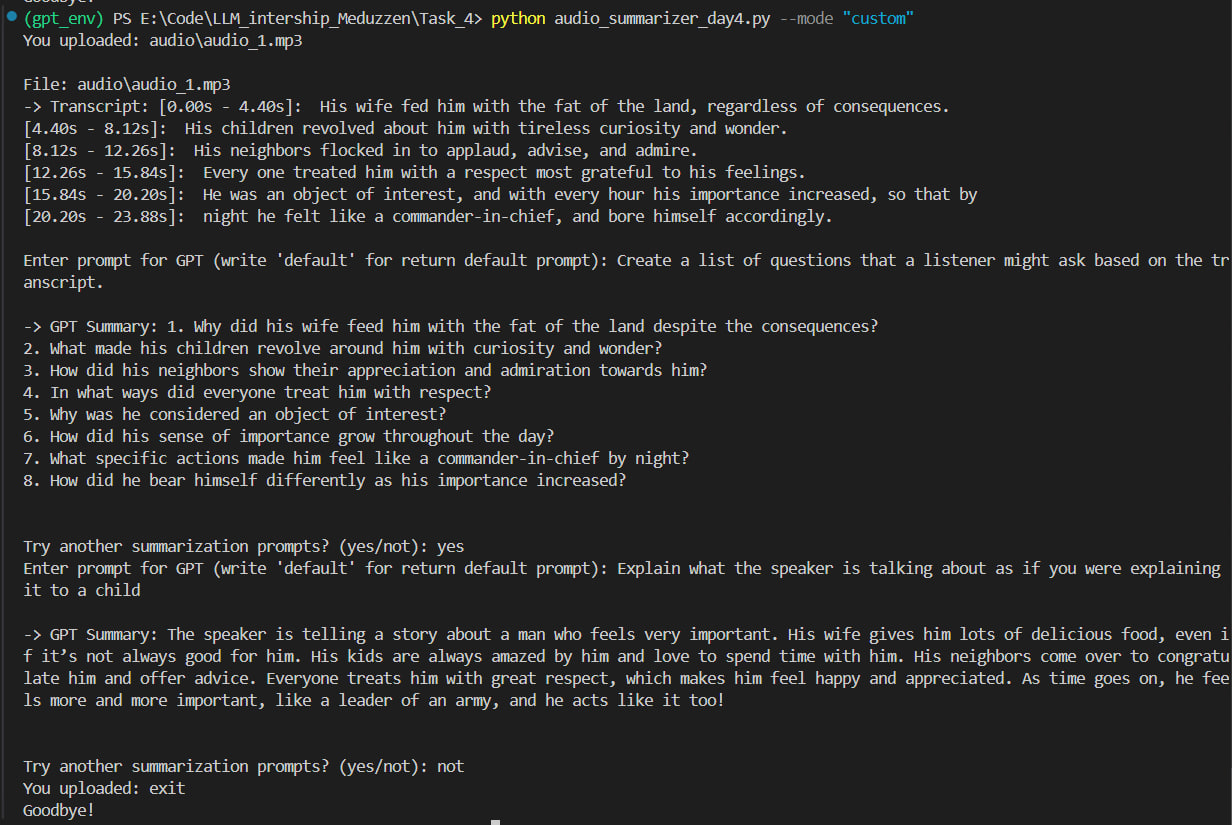 Goodbye!
(gpt_env) PS E:\Code\LLM_intership_Meduzzen\Task_4> python audio_summarizer_day4.py --mode "custom"
You uploaded: audio\audio_1.mp3
File: audio\audio_1.mp3
-> Transcript: [0.00s - 4.40s]:  His wife fed him with the fat of the land, regardless of consequences.
[4.40s - 8.12s]:  His children revolved about him with tireless curiosity and wonder.
[8.12s - 12.26s]:  His neighbors flocked in to applaud, advise, and admire.
[12.26s - 15.84s]:  Every one treated him with a respect most grateful to his feelings.
[15.84s - 20.20s]:  He was an object of interest, and with every hour his importance increased, so that by
[20.20s - 23.88s]:  night he felt like a commander-in-chief, and bore himself accordingly.
Enter prompt for GPT (write 'default' for return default prompt): Create a list of questions that a listener might ask based on the tr
anscript.
-> GPT Summary: 1. Why did his wife feed him with the fat of the land despite the consequences?
2. What made his children revolve around him with curiosity and wonder?
3. How did his neighbors show their appreciation and admiration towards him?
4. In what ways did everyone treat him with respect?
5. Why was he considered an object of interest?
6. How did his sense of importance grow throughout the day?
7. What specific actions made him feel like a commander-in-chief by night?
8. How did he bear himself differently as his importance increased?
Try another summarization prompts? (yes/not): yes
Enter prompt for GPT (write 'default' for return default prompt): Explain what the speaker is talking about as if you were explaining
it to a child
-> GPT Summary: The speaker is telling a story about a man who feels very important. His wife gives him lots of delicious food, even i
f it’s not always good for him. His kids are always amazed by him and love to spend time with him. His neighbors come over to congratu
late him and offer advice. Everyone treats him with great respect, which makes him feel happy and appreciated. As time goes on, he fee
ls more and more important, like a leader of an army, and he acts like it too!
Try another summarization prompts? (yes/not): not
You uploaded: exit
Goodbye!